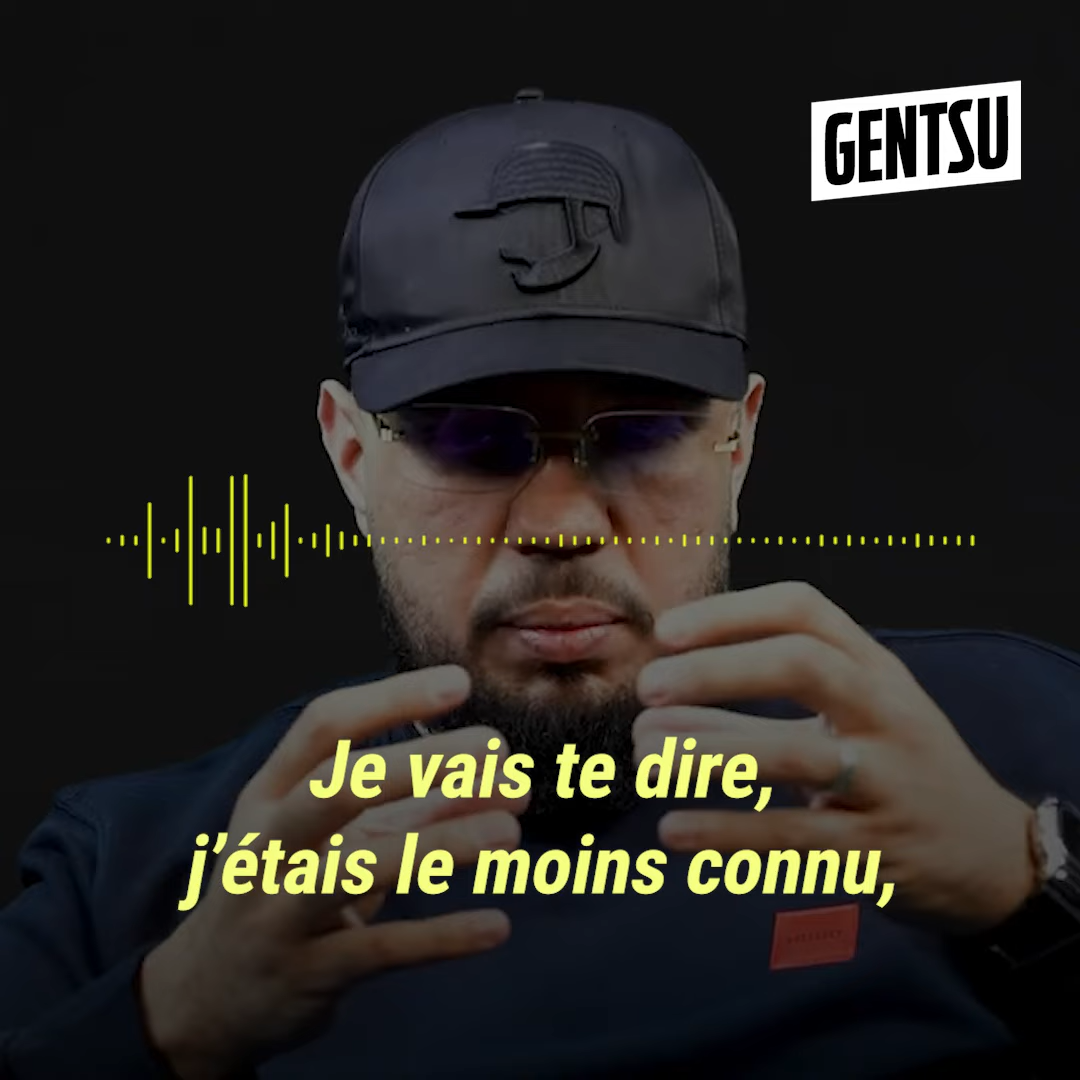 GENTSU
Je vais te dire,
j’étais le moins connu,